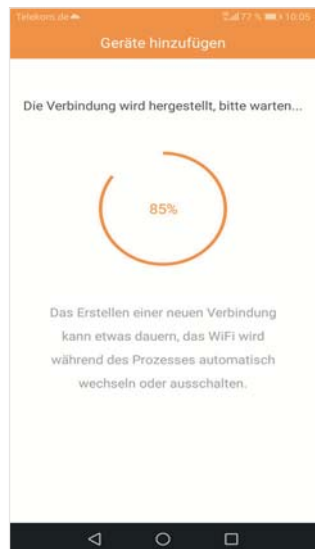 Telekom.de 77 % 10:05
Geräte hinzufügen
Die Verbindung wird hergestellt, bitte warten...
85%
Das Erstellen einer neuen Verbindung
kann etwas dauern, das WiFi wird
während des Prozesses automatisch
wechseln oder ausschalten.